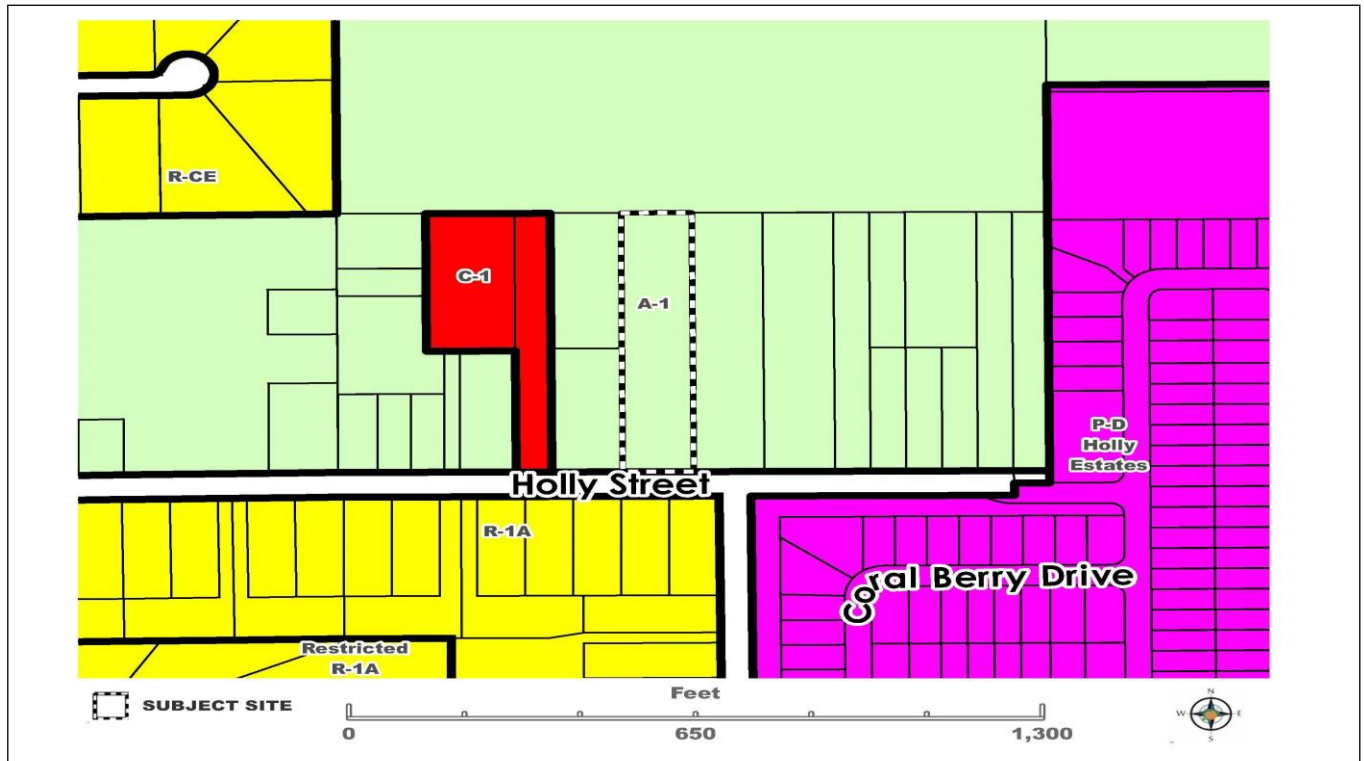 R-CE
C-1
A-1
P-D
Holly
Estates
Holly Street
R-1A
Coral Berry Drive
Restricted
R-1A
SUBJECT SITE
Feet
0 650 1,300
N
W E
S